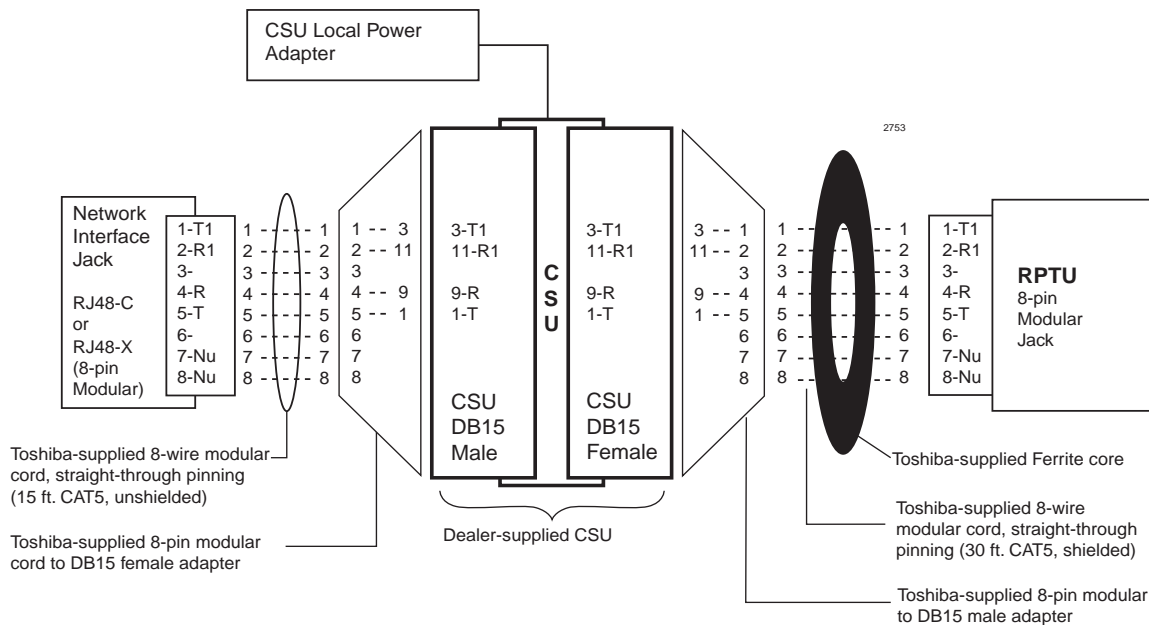 CSU Local Power
Adapter
2753
Network
Interface
Jack
RJ48-C
or
RJ48-X
(8-pin
Modular)
1-T1
2-R1
3-
4-R
5-T
6-
7-Nu
8-Nu
1 1
2 2
3 3
4 4
5 5
6 6
7 7
8 8
1 3
2 11
3
4 9
5 1
6
7
8
3-T1
11-R1
9-R
1-T
CSU
DB15
Male
C
S
U
3-T1
11-R1
9-R
1-T
CSU
DB15
Female
3 1
11 2
3
9 4
1 5
6
7
8
1 1
2 2
3 3
4 4
5 5
6 6
7 7
8 8
1-T1
2-R1
3-
4-R
5-T
6-
7-Nu
8-Nu
RPTU
8-pin
Modular
Jack
Toshiba-supplied 8-wire modular
cord, straight-through pinning
(15 ft. CAT5, unshielded)
Toshiba-supplied 8-pin modular
cord to DB15 female adapter
Dealer-supplied CSU
Toshiba-supplied Ferrite core
Toshiba-supplied 8-wire
modular cord, straight-through
pinning (30 ft. CAT5, shielded)
Toshiba-supplied 8-pin modular
to DB15 male adapter